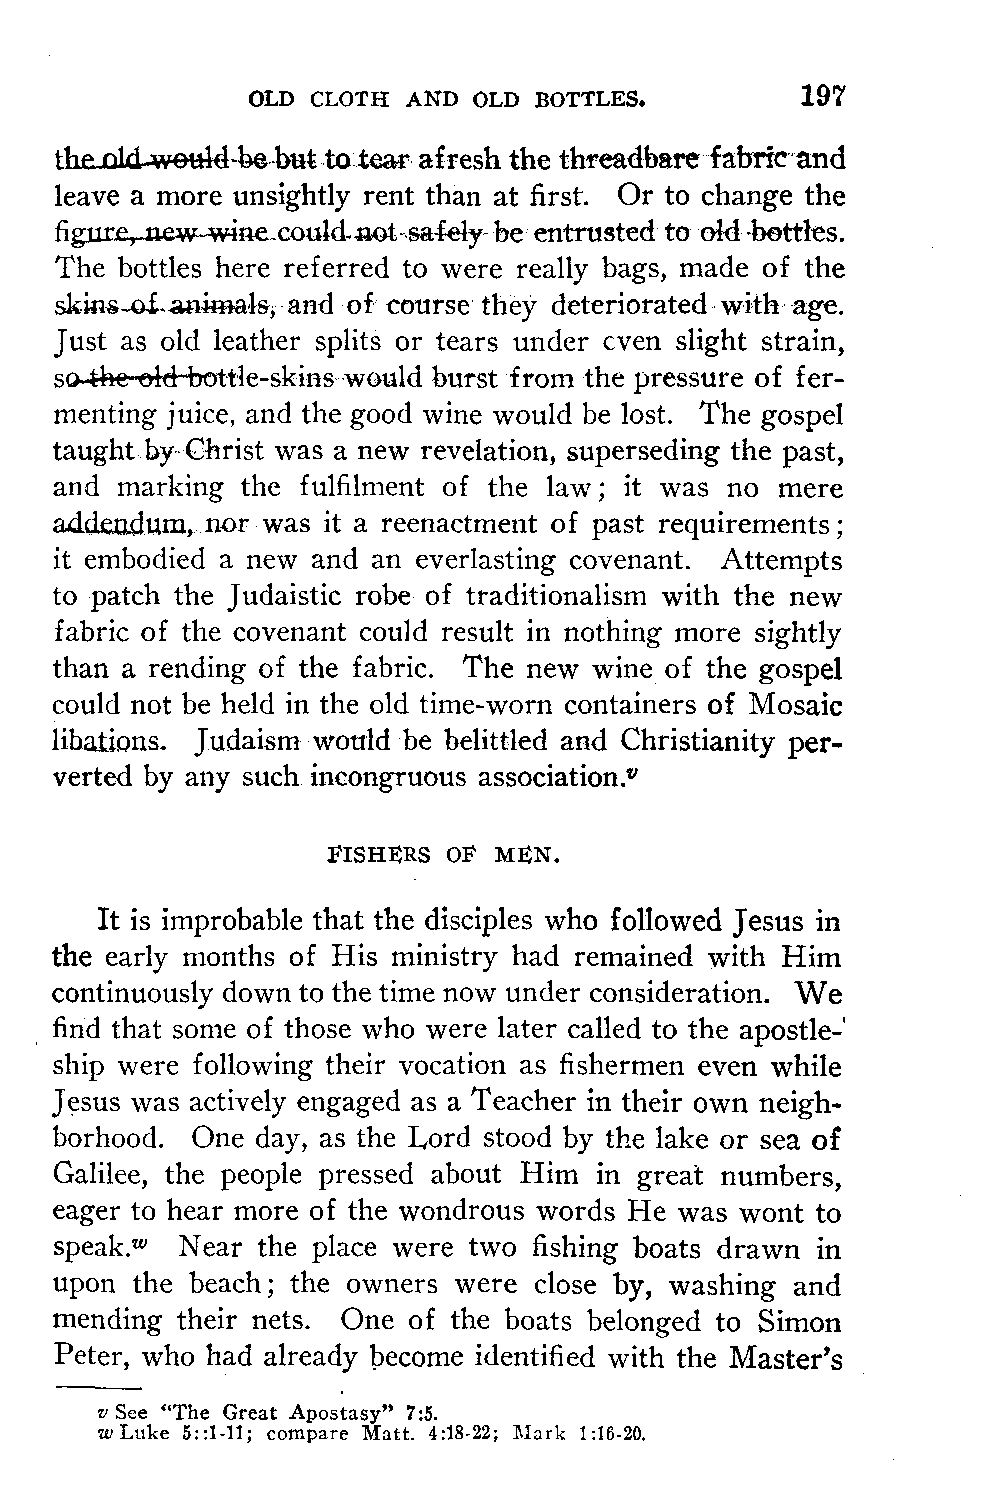 OLD CLOTH AND OLD BOTTLES. 197
the old would be but to tear afresh the threadbare fabric and
leave a more unsightly rent than at first. Or to change the
figure, new wine could not safely be entrusted to old bottles.
The bottles here referred to were really bags, made of the
skins of animals, and of course they deteriorated with age.
Just as old leather splits or tears under even slight strain,
so the old bottle-skins would burst from the pressure of fer-
menting juice, and the good wine would be lost. The gospel
taught by Christ was a new revelation, superseding the past,
and marking the fulfilment of the law; it was no mere
addendum, nor was it a reenactment of past requirements;
it embodied a new and an everlasting covenant. Attempts
to patch the Judaistic robe of traditionalism with the new
fabric of the covenant could result in nothing more sightly
than a rending of the fabric. The new wine of the gospel
could not be held in the old time-worn containers of Mosaic
libations. Judaism would be belittled and Christianity per-
verted by any such incongruous association.v
FISHERS OF MEN.
It is improbable that the disciples who followed Jesus in
the early months of His ministry had remained with Him
continuously down to the time now under consideration. We
find that some of those who were later called to the apostle-
ship were following their vocation as fishermen even while
Jesus was actively engaged as a Teacher in their own neigh-
borhood. One day, as the Lord stood by the lake or sea of
Galilee, the people pressed about Him in great numbers,
eager to hear more of the wondrous words He was wont to
speak.w Near the place were two fishing boats drawn in
upon the beach; the owners were close by, washing and
mending their nets. One of the boats belonged to Simon
Peter, who had already become identified with the Master's
v See "The Great Apostasy" 7:5.
w Luke 5::1-11; compare Matt. 4:18-22; Mark 1:16-20.